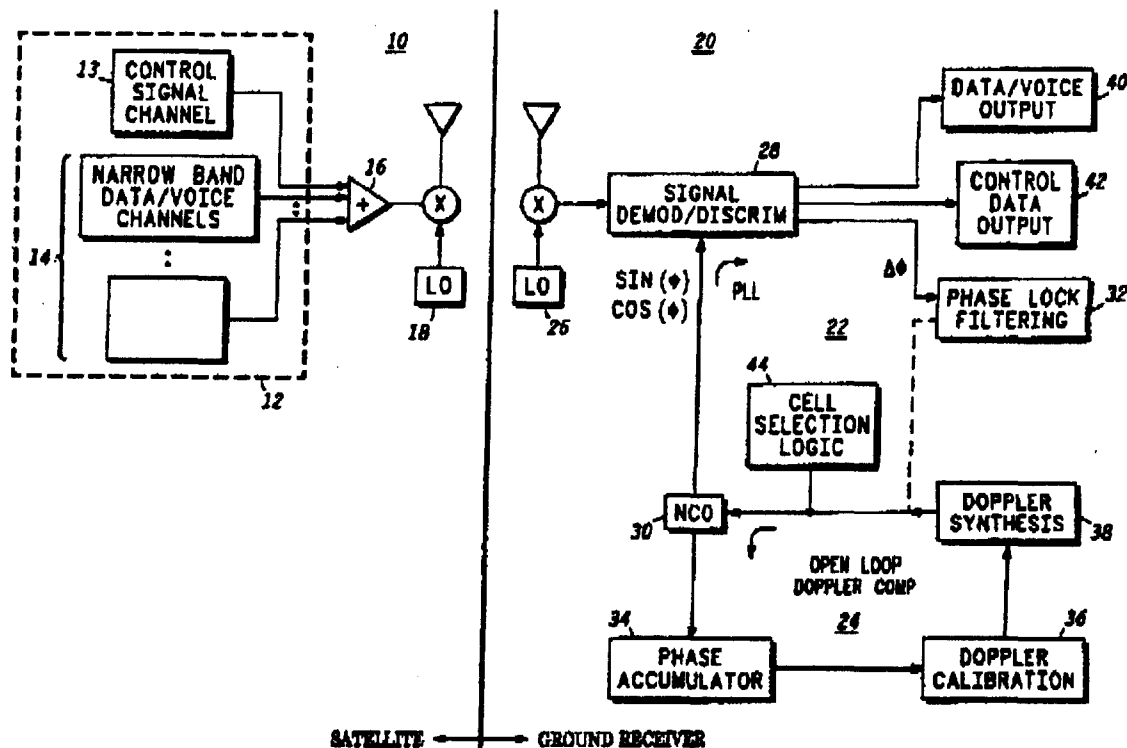 10
20
13
CONTROL
SIGNAL
CHANNEL
14
NARROW BAND
DATA/VOICE
CHANNELS
:
12
16
+
X
LO
18
X
LO
26
28
SIGNAL
DEMOD/DISCRIM
DATA/VOICE
OUTPUT
40
CONTROL
DATA
OUTPUT
42
ΔΦ
PHASE LOCK
FILTERING
32
SIN (Φ)
COS (Φ)
PLL
22
44
CELL
SELECTION
LOGIC
NCO
30
DOPPLER
SYNTHESIS
38
OPEN LOOP
DOPPLER COMP
24
34
PHASE
ACCUMULATOR
36
DOPPLER
CALIBRATION
SATELLITE
GROUND RECEIVER